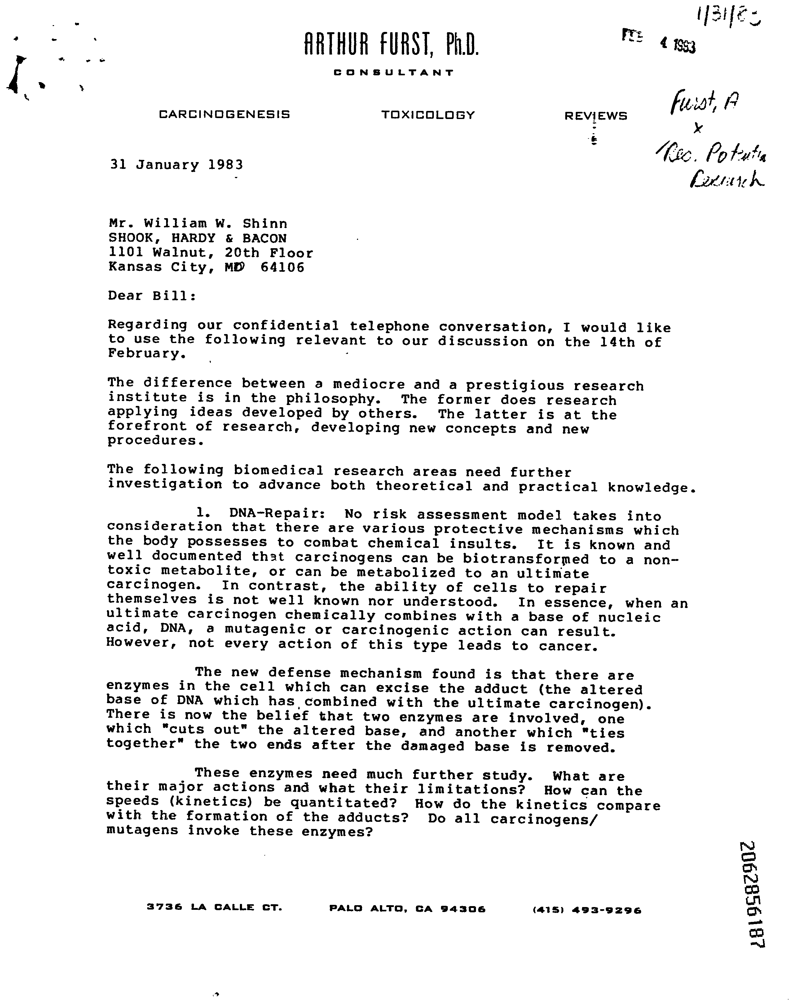 1/31/83
ARTHUR FURST, Ph.D.
FEB 4 1983
CONSULTANT
CARCINOGENESIS TOXICOLOGY REVIEWS
Furst, A
x
Rec. Potential
Research
31 January 1983
Mr. William W. Shinn
SHOOK, HARDY & BACON
1101 Walnut, 20th Floor
Kansas City, MO 64106
Dear Bill:
Regarding our confidential telephone conversation, I would like
to use the following relevant to our discussion on the 14th of
February.
The difference between a mediocre and a prestigious research
institute is in the philosophy. The former does research
applying ideas developed by others. The latter is at the
forefront of research, developing new concepts and new
procedures.
The following biomedical research areas need further
investigation to advance both theoretical and practical knowledge.
1. DNA-Repair: No risk assessment model takes into
consideration that there are various protective mechanisms which
the body possesses to combat chemical insults. It is known and
well documented that carcinogens can be biotransformed to a non-
toxic metabolite, or can be metabolized to an ultimate
carcinogen. In contrast, the ability of cells to repair
themselves is not well known nor understood. In essence, when an
ultimate carcinogen chemically combines with a base of nucleic
acid, DNA, a mutagenic or carcinogenic action can result.
However, not every action of this type leads to cancer.
The new defense mechanism found is that there are
enzymes in the cell which can excise the adduct (the altered
base of DNA which has combined with the ultimate carcinogen).
There is now the belief that two enzymes are involved, one
which "cuts out" the altered base, and another which "ties
together" the two ends after the damaged base is removed.
These enzymes need much further study. What are
their major actions and what their limitations? How can the
speeds (kinetics) be quantitated? How do the kinetics compare
with the formation of the adducts? Do all carcinogens/
mutagens invoke these enzymes?
3736 LA CALLE CT. PALO ALTO, CA 94306 (415) 493-9296
2062856187